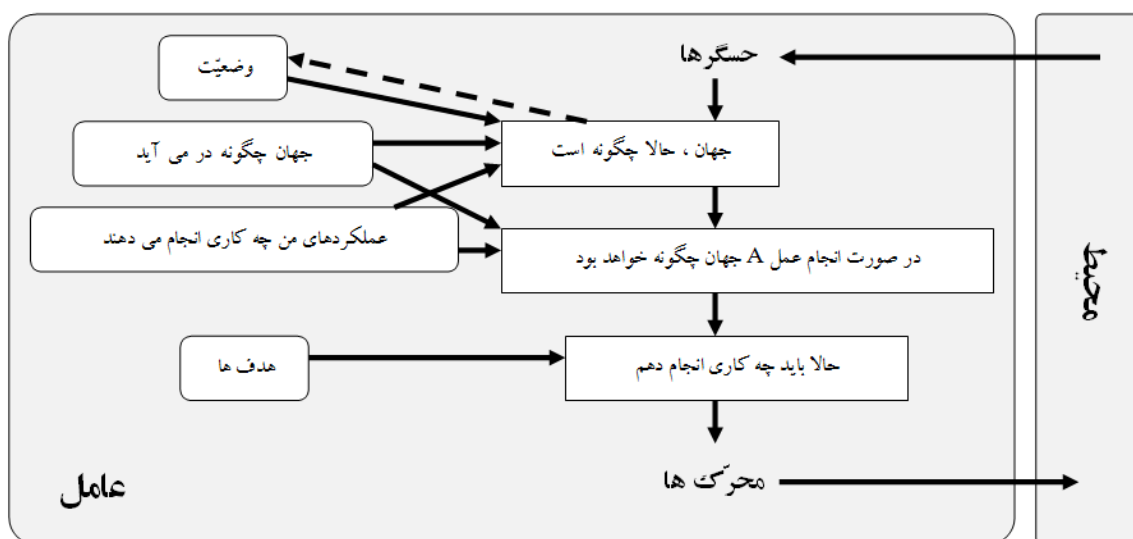 حسگرها
وضعیّت
جهان ، حالا چگونه است
جهان چگونه در می آید
عملکردهای من چه کاری انجام می دهند
در صورت انجام عمل A جهان چگونه خواهد بود
هدف ها
حالا باید چه کاری انجام دهم
محرّک ها
عامل
محیط